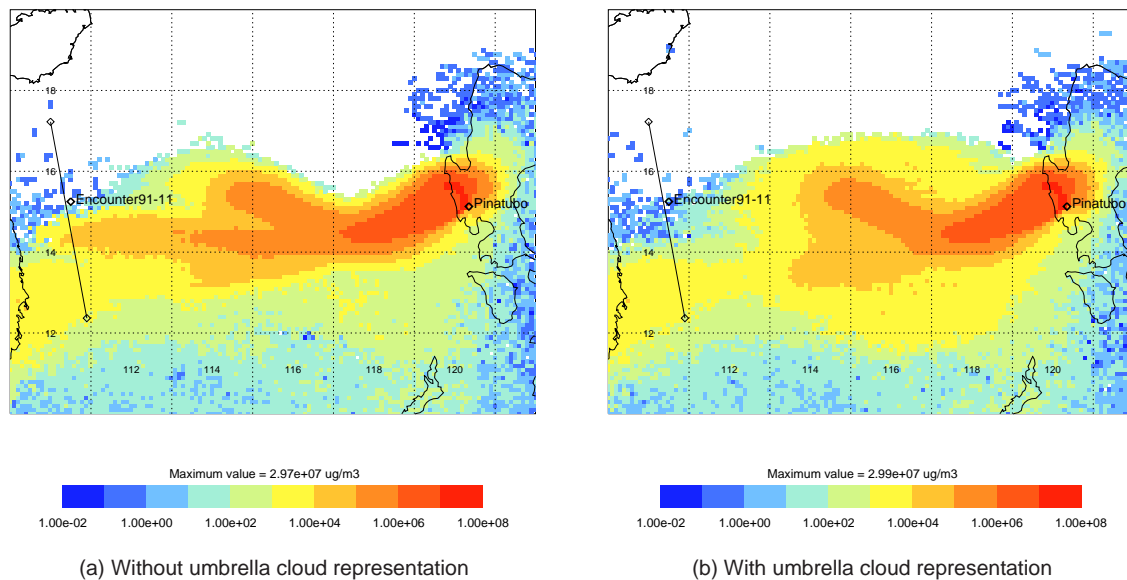 18
16
Encounter91-11
Pinatubo
14
12
112 114 116 118 120
Maximum value = 2.97e+07 ug/m3
1.00e-02 1.00e+00 1.00e+02 1.00e+04 1.00e+06 1.00e+08
(a) Without umbrella cloud representation
18
16
Encounter91-11
Pinatubo
14
12
112 114 116 118 120
Maximum value = 2.99e+07 ug/m3
1.00e-02 1.00e+00 1.00e+02 1.00e+04 1.00e+06 1.00e+08
(b) With umbrella cloud representation